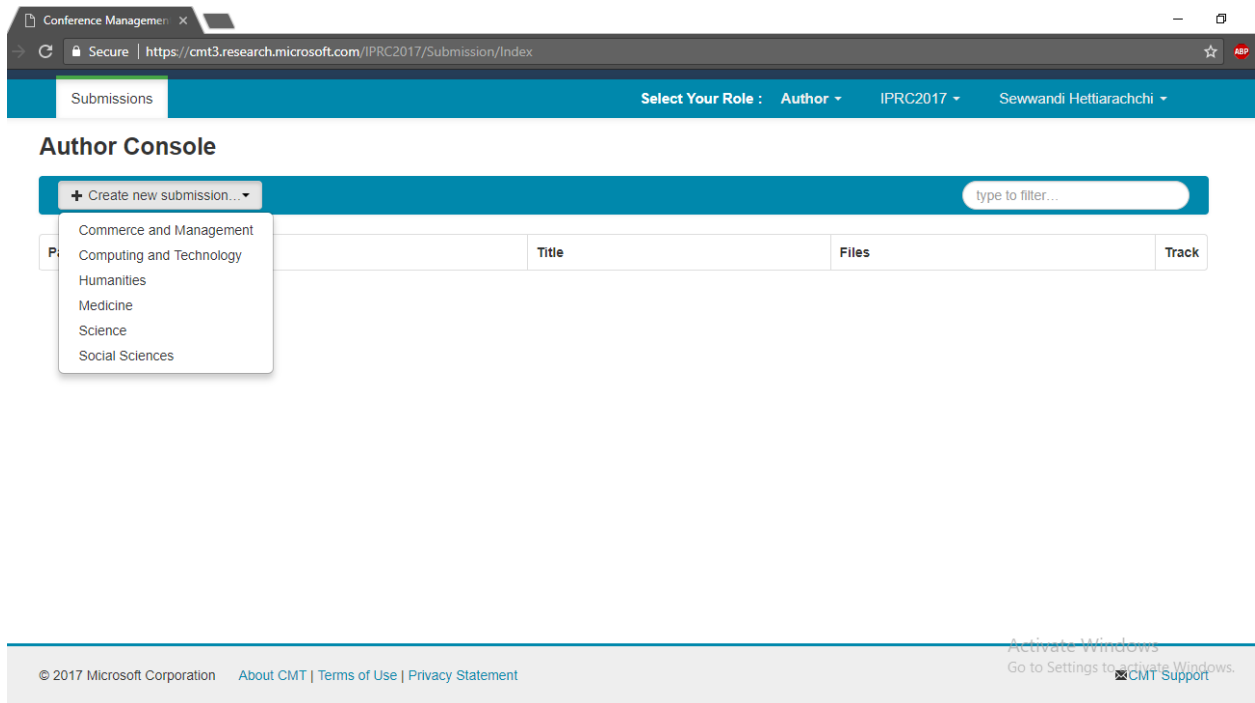 Conference Managemen
Secure | https://cmt3.research.microsoft.com/IPRC2017/Submission/Index
ABP
Submissions Select Your Role : Author IPRC2017 Sewwandi Hettiarachchi
Author Console
+ Create new submission... type to filter...
Commerce and Management
Pa Title Files Track
Computing and Technology
Humanities
Medicine
Science
Social Sciences
Activate Windows
Go to Settings to activate Windows.
© 2017 Microsoft Corporation About CMT | Terms of Use | Privacy Statement CMT Support